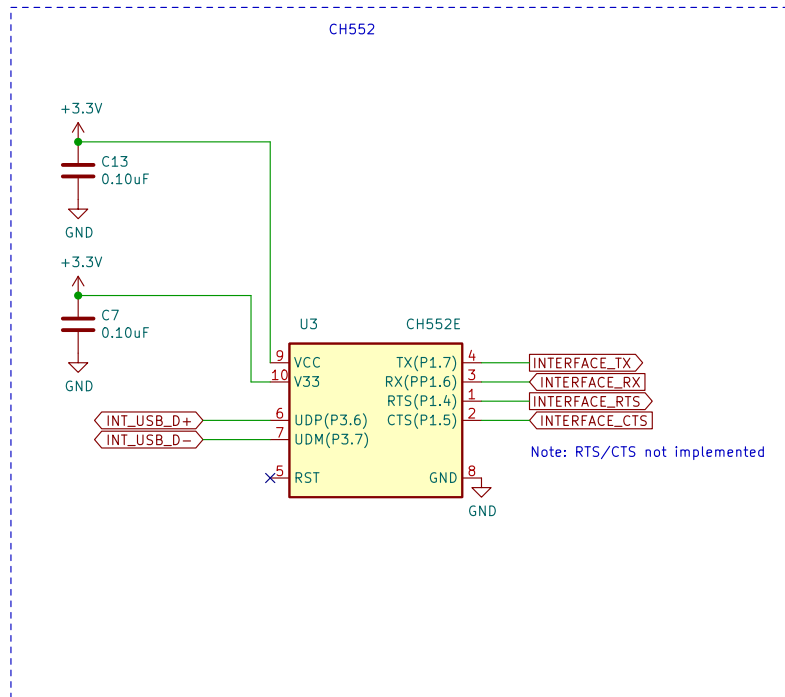 CH552
+3.3V
C13
0.10uF
GND
+3.3V
C7
0.10uF
GND
U3
CH552E
9
VCC
10
V33
6
UDP(P3.6)
7
UDM(P3.7)
5
RST
INT_USB_D+
INT_USB_D-
TX(P1.7)
4
INTERFACE_TX
RX(PP1.6)
3
INTERFACE_RX
RTS(P1.4)
1
INTERFACE_RTS
CTS(P1.5)
2
INTERFACE_CTS
Note: RTS/CTS not implemented
GND
8
GND